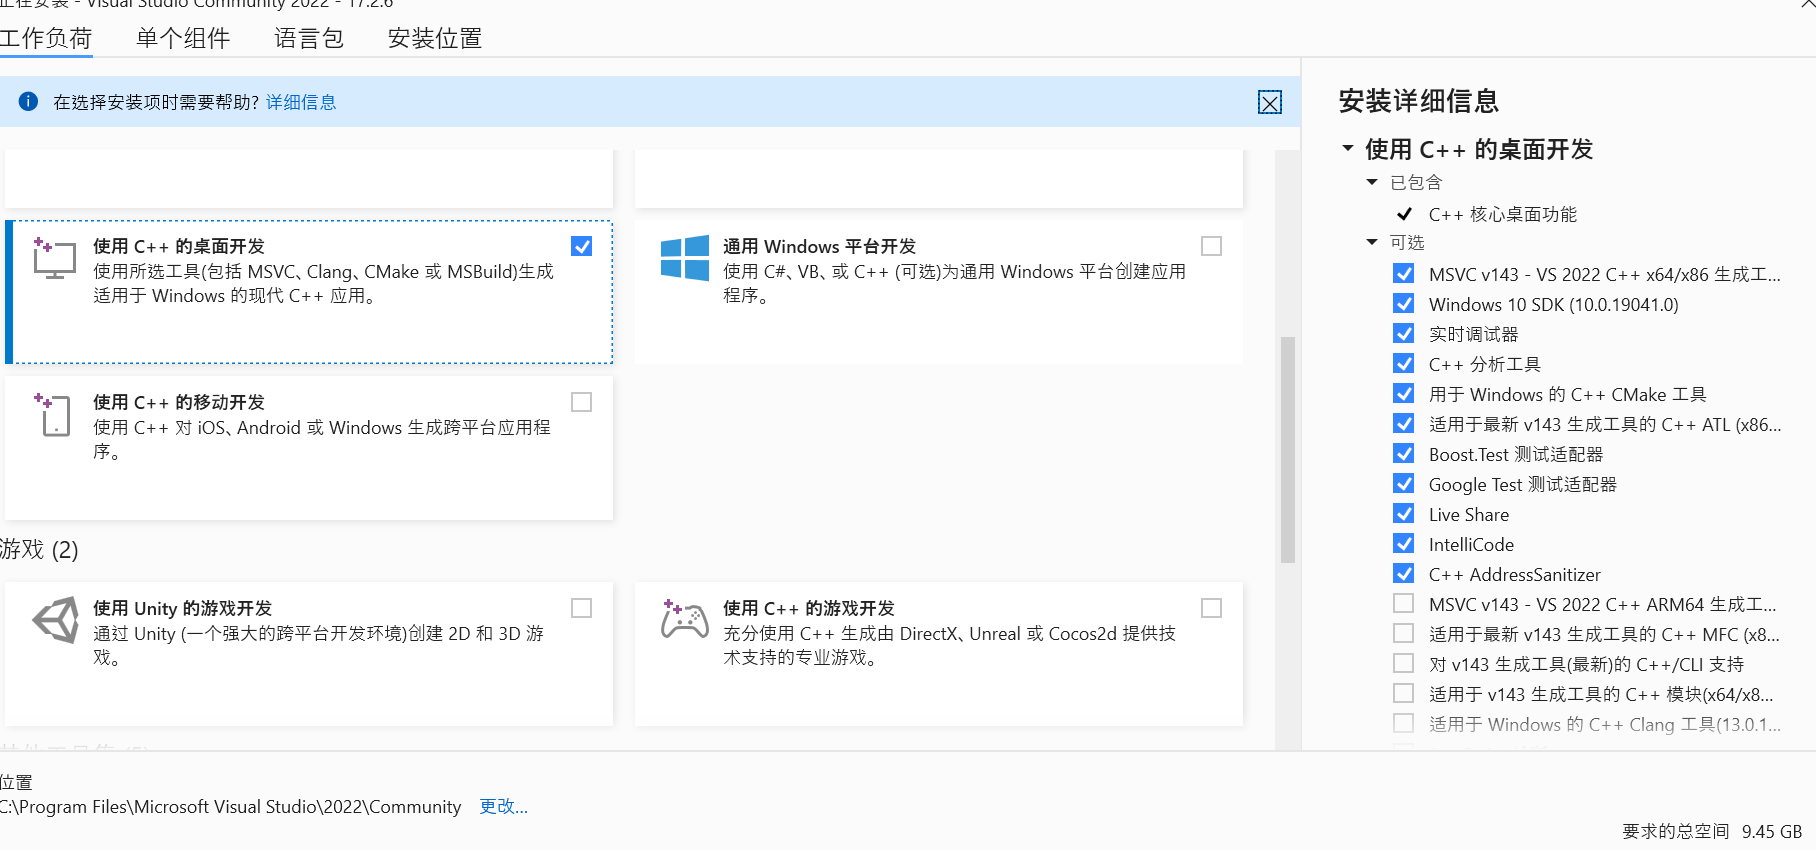 正在安装 - Visual Studio Community 2022 - 17.2.6
工作负荷 单个组件 语言包 安装位置
在选择安装项时需要帮助? 详细信息
使用 C++ 的桌面开发
使用所选工具(包括 MSVC、Clang、CMake 或 MSBuild)生成
适用于 Windows 的现代 C++ 应用。
通用 Windows 平台开发
使用 C#、VB、或 C++ (可选)为通用 Windows 平台创建应用
程序。
使用 C++ 的移动开发
使用 C++ 对 iOS、Android 或 Windows 生成跨平台应用程
序。
游戏 (2)
使用 Unity 的游戏开发
通过 Unity (一个强大的跨平台开发环境)创建 2D 和 3D 游
戏。
使用 C++ 的游戏开发
充分使用 C++ 生成由 DirectX、Unreal 或 Cocos2d 提供技
术支持的专业游戏。
位置
C:\Program Files\Microsoft Visual Studio\2022\Community 更改...
安装详细信息
使用 C++ 的桌面开发
已包含
C++ 核心桌面功能
可选
MSVC v143 - VS 2022 C++ x64/x86 生成工...
Windows 10 SDK (10.0.19041.0)
实时调试器
C++ 分析工具
用于 Windows 的 C++ CMake 工具
适用于最新 v143 生成工具的 C++ ATL (x86...
Boost.Test 测试适配器
Google Test 测试适配器
Live Share
IntelliCode
C++ AddressSanitizer
MSVC v143 - VS 2022 C++ ARM64 生成工...
适用于最新 v143 生成工具的 C++ MFC (x8...
对 v143 生成工具(最新)的 C++/CLI 支持
适用于 v143 生成工具的 C++ 模块(x64/x8...
适用于 Windows 的 C++ Clang 工具(13.0.1...
要求的总空间 9.45 GB